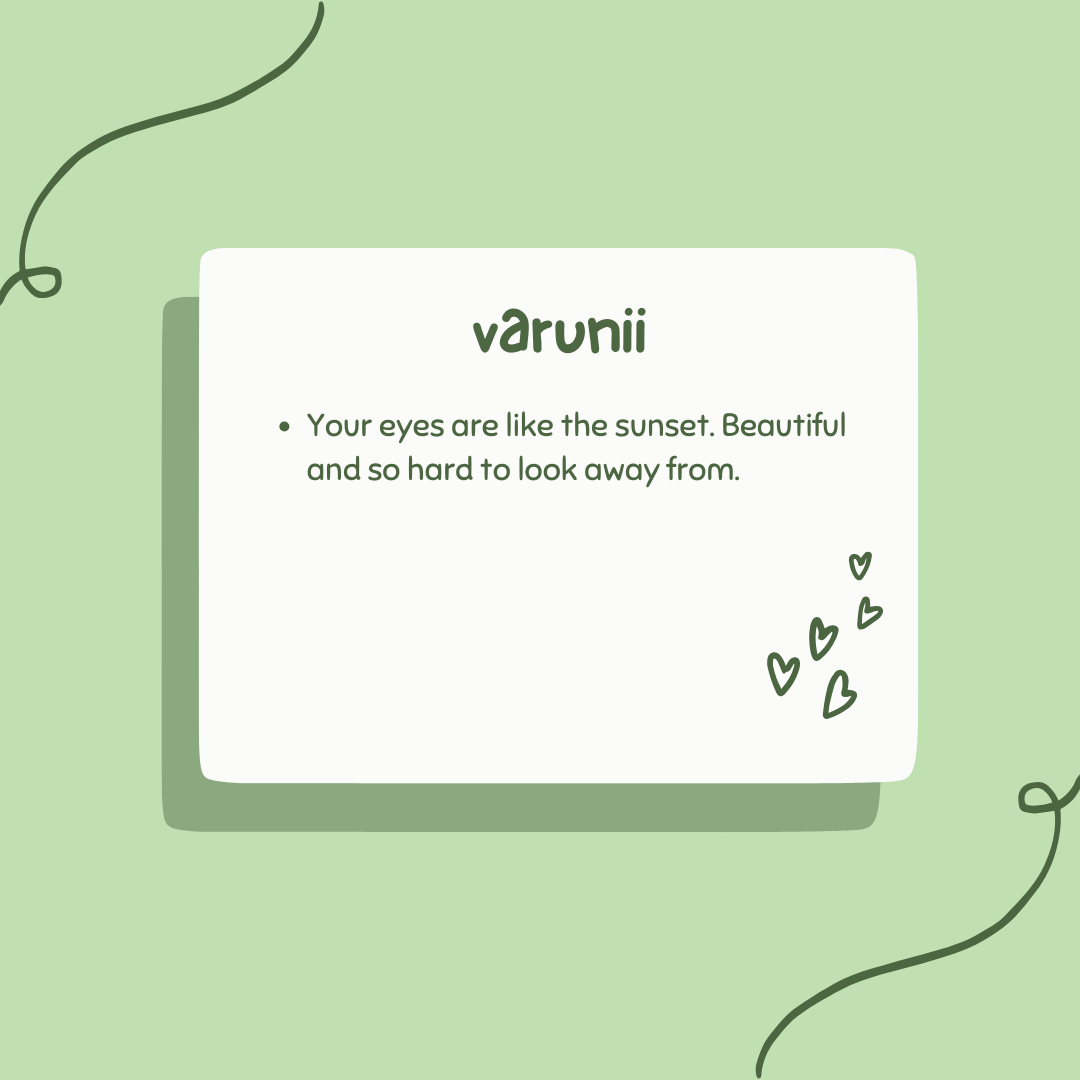 varunii
• Your eyes are like the sunset. Beautiful
and so hard to look away from.